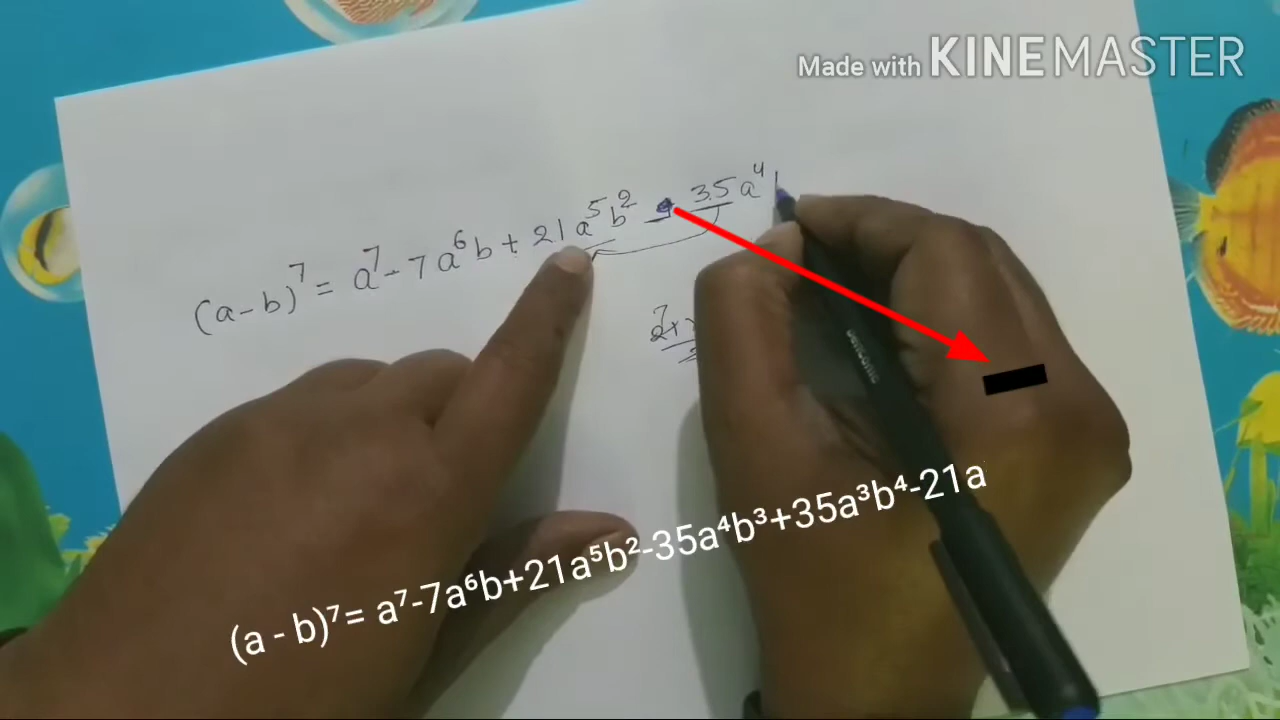 Made with KINEMASTER
(a-b)⁷ = a⁷-7a⁶b+21a⁵b² - 35a⁴
(a - b)⁷= a⁷-7a⁶b+21a⁵b²-35a⁴b³+35a³b⁴-21a